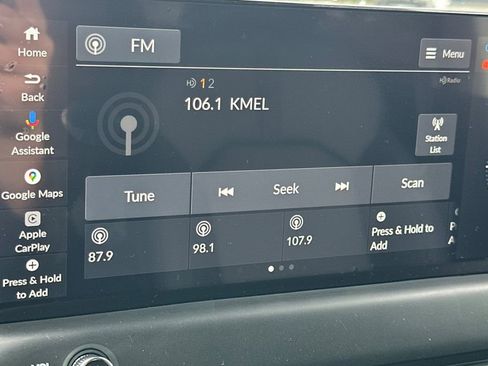 Home
FM
Menu
Back
HD 1 2
HD Radio
106.1 KMEL
Google
Assistant
Station
List
Google Maps
Tune
Seek
Scan
Apple
CarPlay
87.9
98.1
107.9
Press & Hold to
Add
Press & Hold
to Add